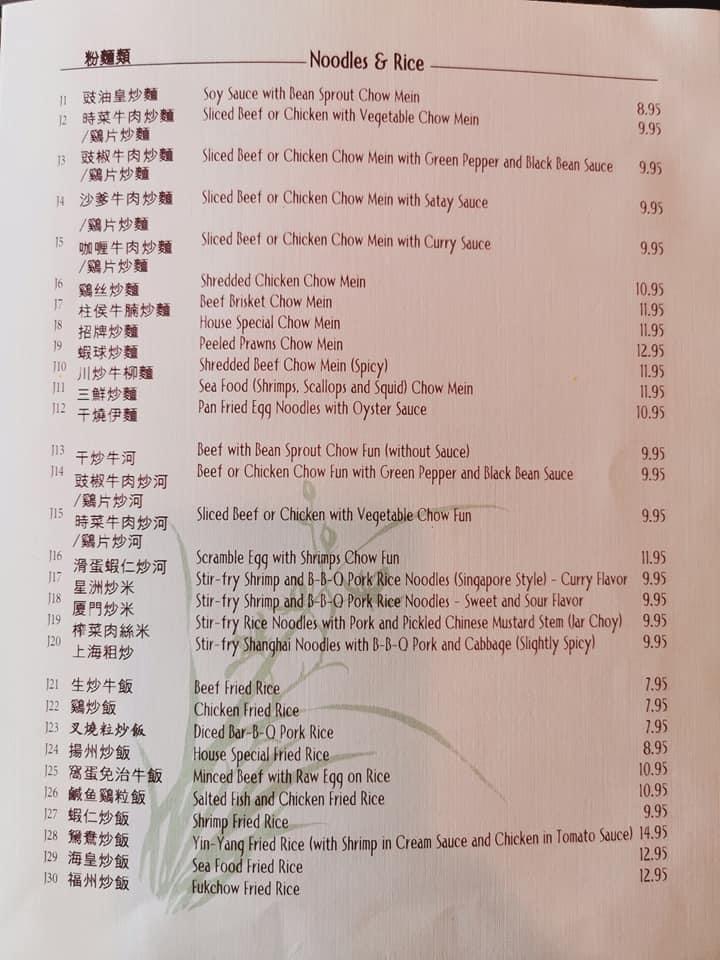 粉麵類 Noodles & Rice
J1 豉油皇炒麵 Soy Sauce with Bean Sprout Chow Mein 8.95
J2 時菜牛肉炒麵 Sliced Beef or Chicken with Vegetable Chow Mein 9.95
/鷄片炒麵
J3 豉椒牛肉炒麵 Sliced Beef or Chicken Chow Mein with Green Pepper and Black Bean Sauce 9.95
/鷄片炒麵
J4 沙爹牛肉炒麵 Sliced Beef or Chicken Chow Mein with Satay Sauce 9.95
/鷄片炒麵
J5 咖喱牛肉炒麵 Sliced Beef or Chicken Chow Mein with Curry Sauce 9.95
/鷄片炒麵
J6 鷄丝炒麵 Shredded Chicken Chow Mein 10.95
J7 柱侯牛腩炒麵 Beef Brisket Chow Mein 11.95
J8 招牌炒麵 House Special Chow Mein 11.95
J9 蝦球炒麵 Peeled Prawns Chow Mein 12.95
J10 川炒牛柳麵 Shredded Beef Chow Mein (Spicy) 11.95
J11 三鮮炒麵 Sea Food (Shrimps, Scallops and Squid) Chow Mein 11.95
J12 干燒伊麵 Pan Fried Egg Noodles with Oyster Sauce 10.95
J13 干炒牛河 Beef with Bean Sprout Chow Fun (without Sauce) 9.95
J14 豉椒牛肉炒河 Beef or Chicken Chow Fun with Green Pepper and Black Bean Sauce 9.95
/鷄片炒河
J15 時菜牛肉炒河 Sliced Beef or Chicken with Vegetable Chow Fun 9.95
/鷄片炒河
J16 滑蛋蝦仁炒河 Scramble Egg with Shrimps Chow Fun 11.95
J17 星洲炒米 Stir-fry Shrimp and B-B-Q Pork Rice Noodles (Singapore Style) - Curry Flavor 9.95
J18 厦門炒米 Stir-fry Shrimp and B-B-Q Pork Rice Noodles - Sweet and Sour Flavor 9.95
J19 榨菜肉絲米 Stir-fry Rice Noodles with Pork and Pickled Chinese Mustard Stem (Jar Choy) 9.95
J20 上海粗炒 Stir-fry Shanghai Noodles with B-B-Q Pork and Cabbage (Slightly Spicy) 9.95
J21 生炒牛飯 Beef Fried Rice 7.95
J22 鷄炒飯 Chicken Fried Rice 7.95
J23 叉燒粒炒飯 Diced Bar-B-Q Pork Rice 7.95
J24 揚州炒飯 House Special Fried Rice 8.95
J25 窩蛋免治牛飯 Minced Beef with Raw Egg on Rice 10.95
J26 鹹鱼鷄粒飯 Salted Fish and Chicken Fried Rice 10.95
J27 蝦仁炒飯 Shrimp Fried Rice 9.95
J28 鴛鴦炒飯 Yin-Yang Fried Rice (with Shrimp in Cream Sauce and Chicken in Tomato Sauce) 14.95
J29 海皇炒飯 Sea Food Fried Rice 12.95
J30 福州炒飯 Fukchow Fried Rice 12.95